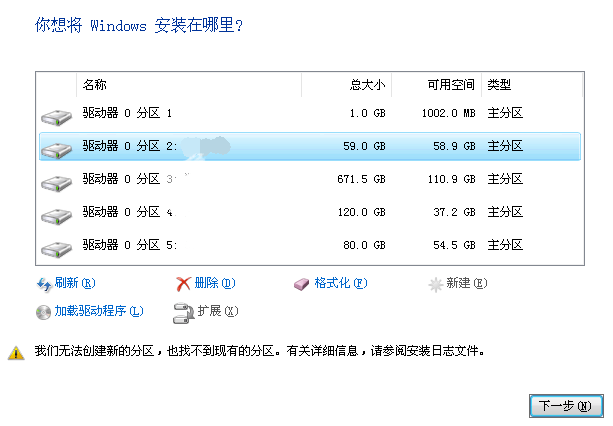 你想将 Windows 安装在哪里?
名称 总大小 可用空间 类型
驱动器 0 分区 1 1.0 GB 1002.0 MB 主分区
驱动器 0 分区 2: 59.0 GB 58.9 GB 主分区
驱动器 0 分区 3: 671.5 GB 110.9 GB 主分区
驱动器 0 分区 4 120.0 GB 37.2 GB 主分区
驱动器 0 分区 5: 80.0 GB 54.5 GB 主分区
刷新(R) 删除(D) 格式化(F) 新建(E)
加载驱动程序(L) 扩展(X)
我们无法创建新的分区，也找不到现有的分区。有关详细信息，请参阅安装日志文件。
下一步(N)